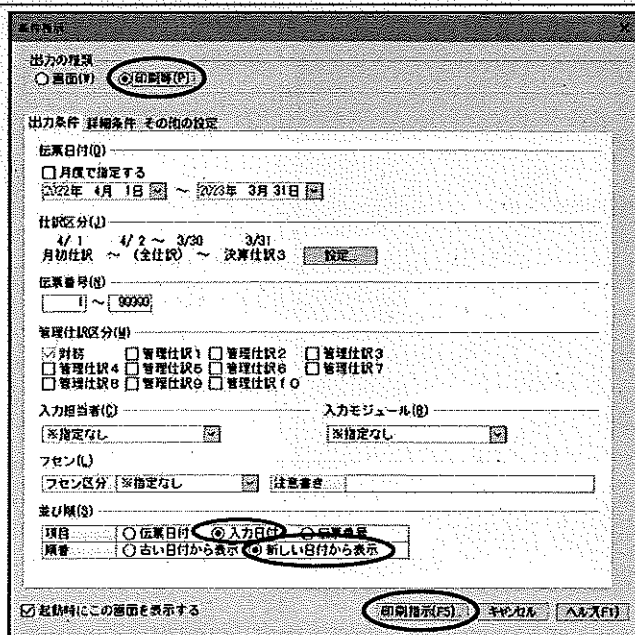 条件指示
出力の種類
画面(V) 印刷等(P)
出力条件 詳細条件 その他の設定
伝票日付(D)
月度で指定する
2022年 4月 1日 ～ 2023年 3月31日
仕訳区分(J)
4/ 1 4/ 2 ～ 3/30 3/31
月初仕訳 ～ (全仕訳) ～ 決算仕訳3 設定...
伝票番号(N)
1 ～ 99999
管理仕訳区分(M)
財務 管理仕訳1 管理仕訳2 管理仕訳3
管理仕訳4 管理仕訳5 管理仕訳6 管理仕訳7
管理仕訳8 管理仕訳9 管理仕訳10
入力担当者(C) 入力モジュール(B)
※指定なし ※指定なし
フセン(L)
フセン区分 ※指定なし 注意書き
並び順(S)
項目 伝票日付 入力日付 伝票番号
順番 古い日付から表示 新しい日付から表示
起動時にこの画面を表示する 印刷指示(F5) キャンセル ヘルプ(F1)